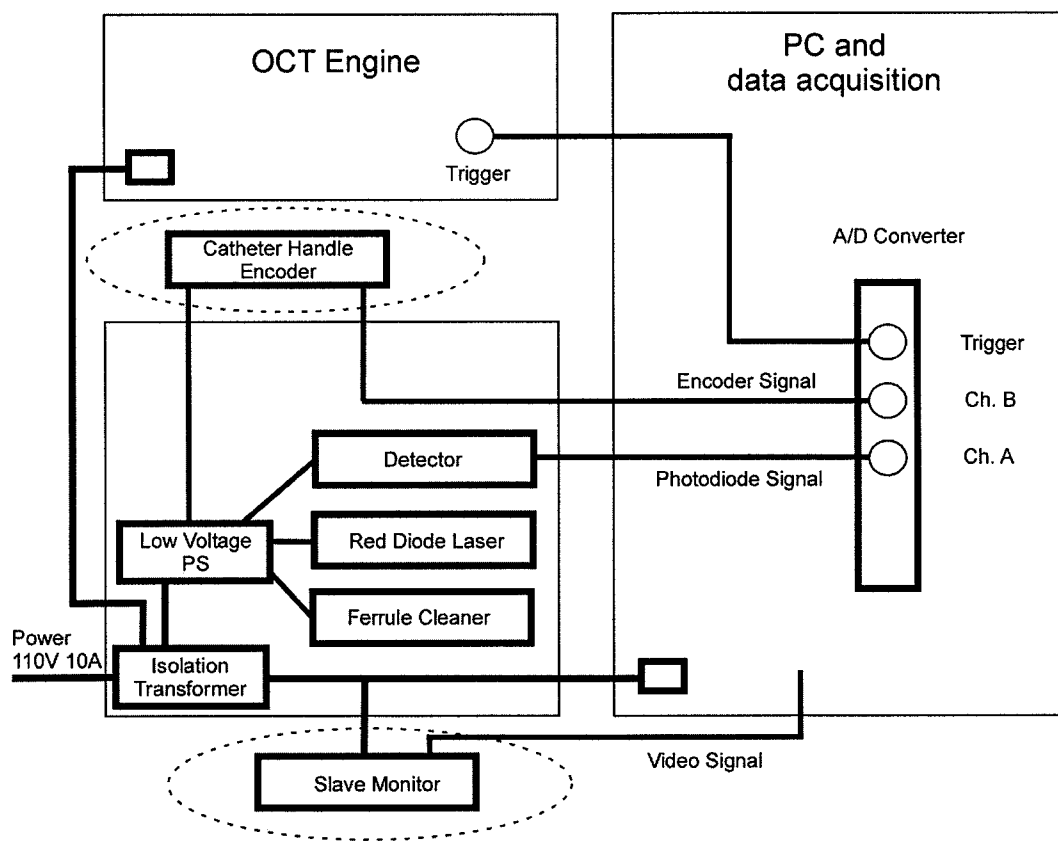 OCT Engine
Trigger
PC and
data acquisition
Catheter Handle
Encoder
A/D Converter
Trigger
Encoder Signal
Ch. B
Detector
Ch. A
Photodiode Signal
Low Voltage
PS
Red Diode Laser
Ferrule Cleaner
Power
110V 10A
Isolation
Transformer
Video Signal
Slave Monitor